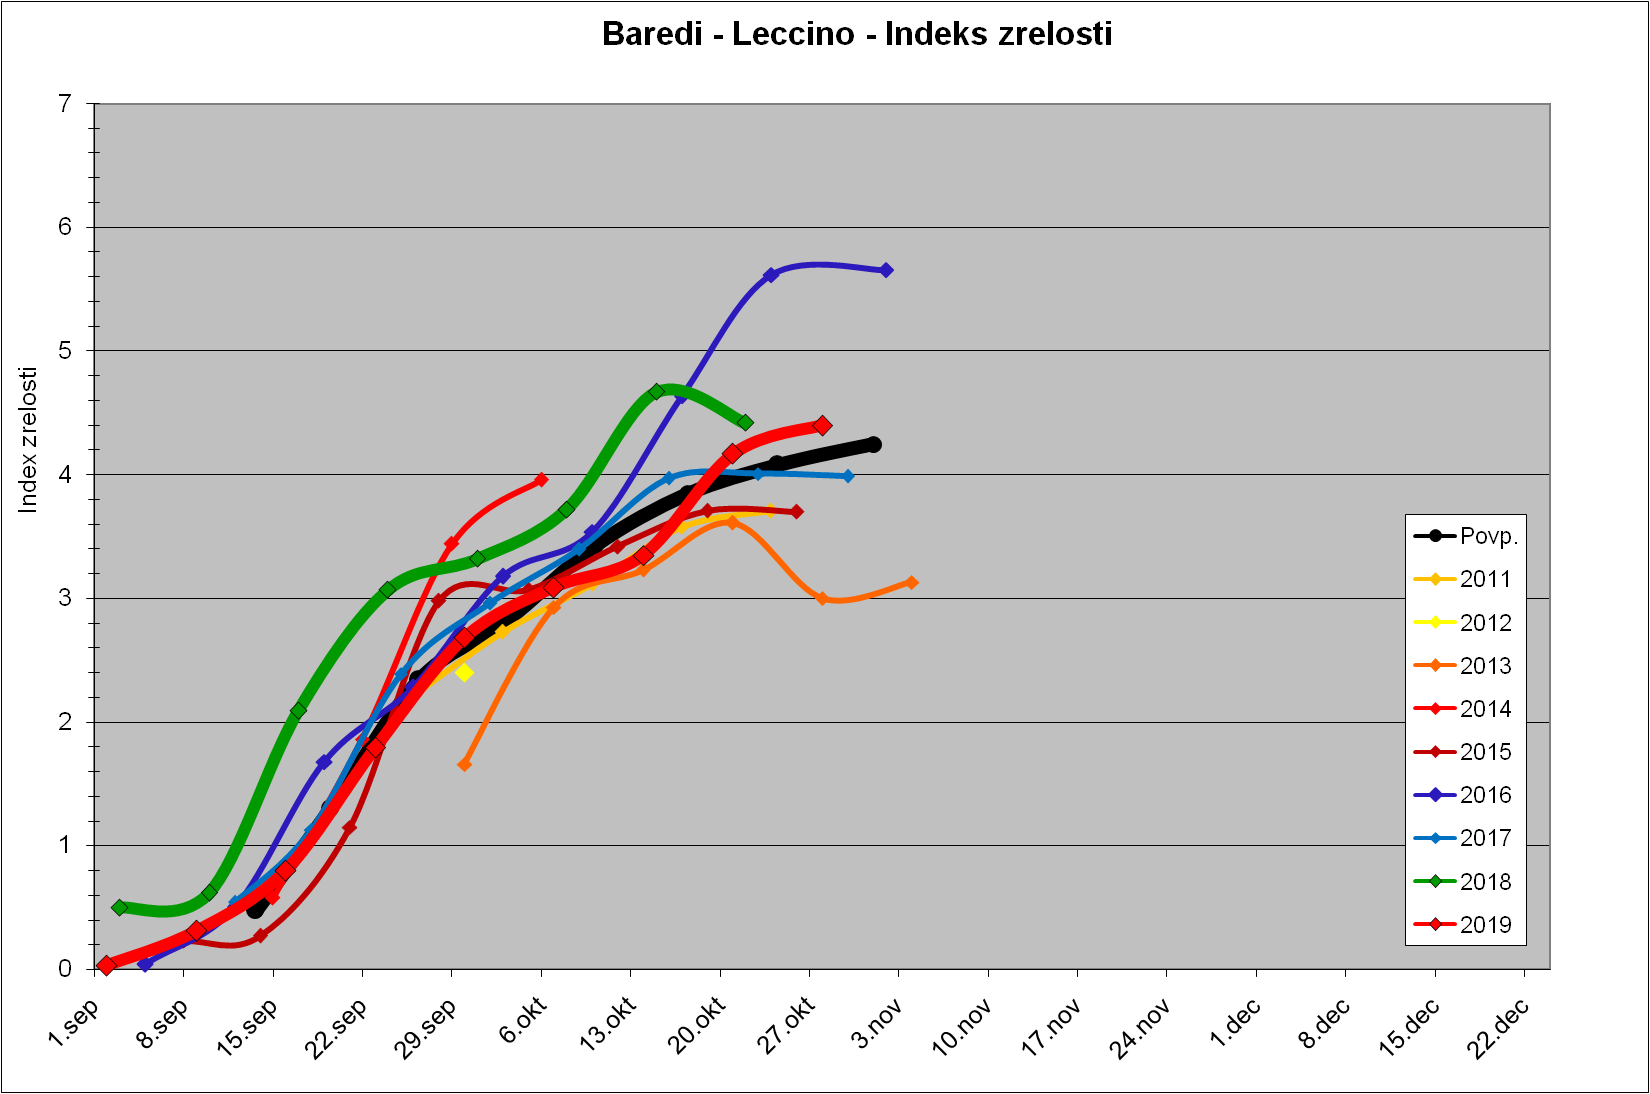 Baredi - Leccino - Indeks zrelosti
Index zrelosti
7
6
5
4
3
2
1
0
1.sep
8.sep
15.sep
22.sep
29.sep
6.okt
13.okt
20.okt
27.okt
3.nov
10.nov
17.nov
24.nov
1.dec
8.dec
15.dec
22.dec
Povp.
2011
2012
2013
2014
2015
2016
2017
2018
2019